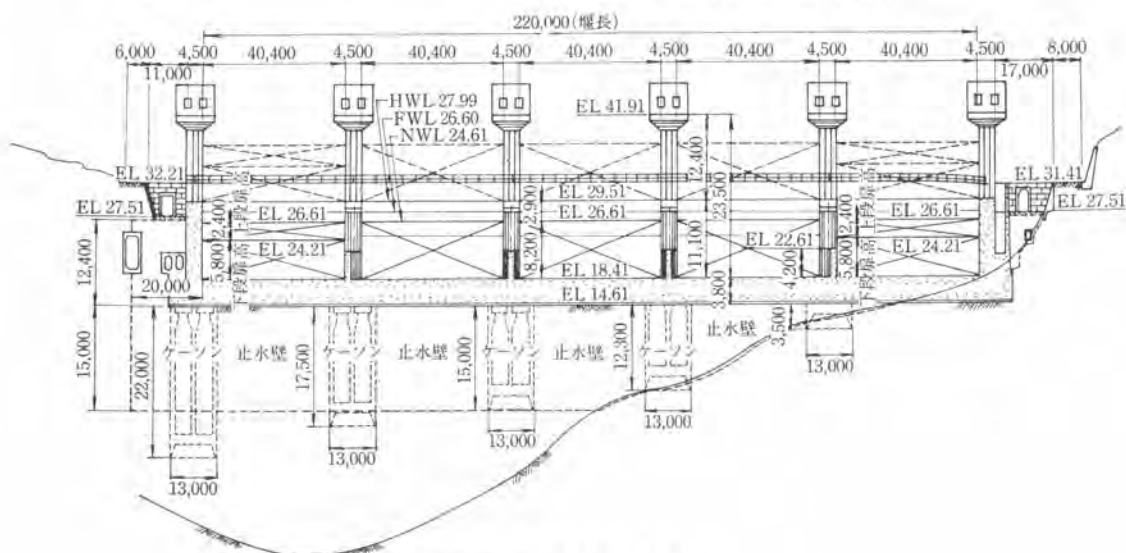 220,000(堰長)
6,000 4,500 40,400 4,500 40,400 4,500 40,400 4,500 40,400 4,500 40,400 4,500 8,000
11,000 17,000
HWL 27.99
FWL 26.60
NWL 24.61
EL 41.91
EL 32.21
EL 31.41
EL 29.51
EL 27.51
EL 26.61
EL 26.61
EL 26.61
EL 27.51
EL 24.21
EL 22.61
EL 24.21
EL 18.41
EL 14.61
2,400
上段扉高
5,800
下段扉高
2,900
8,200
12,400
23,500
11,100
3,800
4,200
2,400
上段扉高
5,800
下段扉高
12,400
20,000
3,500
15,000
22,000
ケーソン
止水壁
17,500
止水壁
15,000
ケーソン
止水壁
12,300
ケーソン
止水壁
13,000
13,000
13,000
13,000
13,000